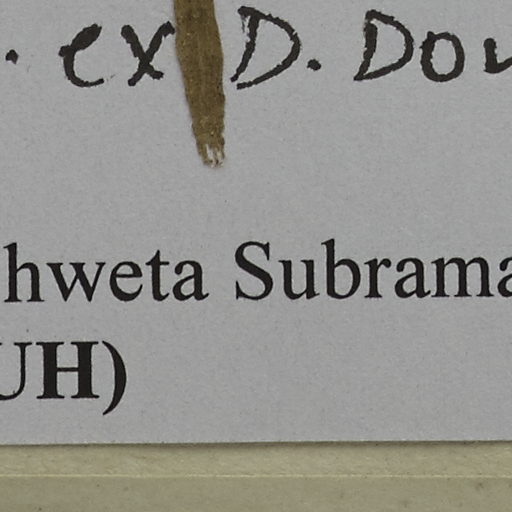 . ex D. Dou
hweta Subrama
UH)